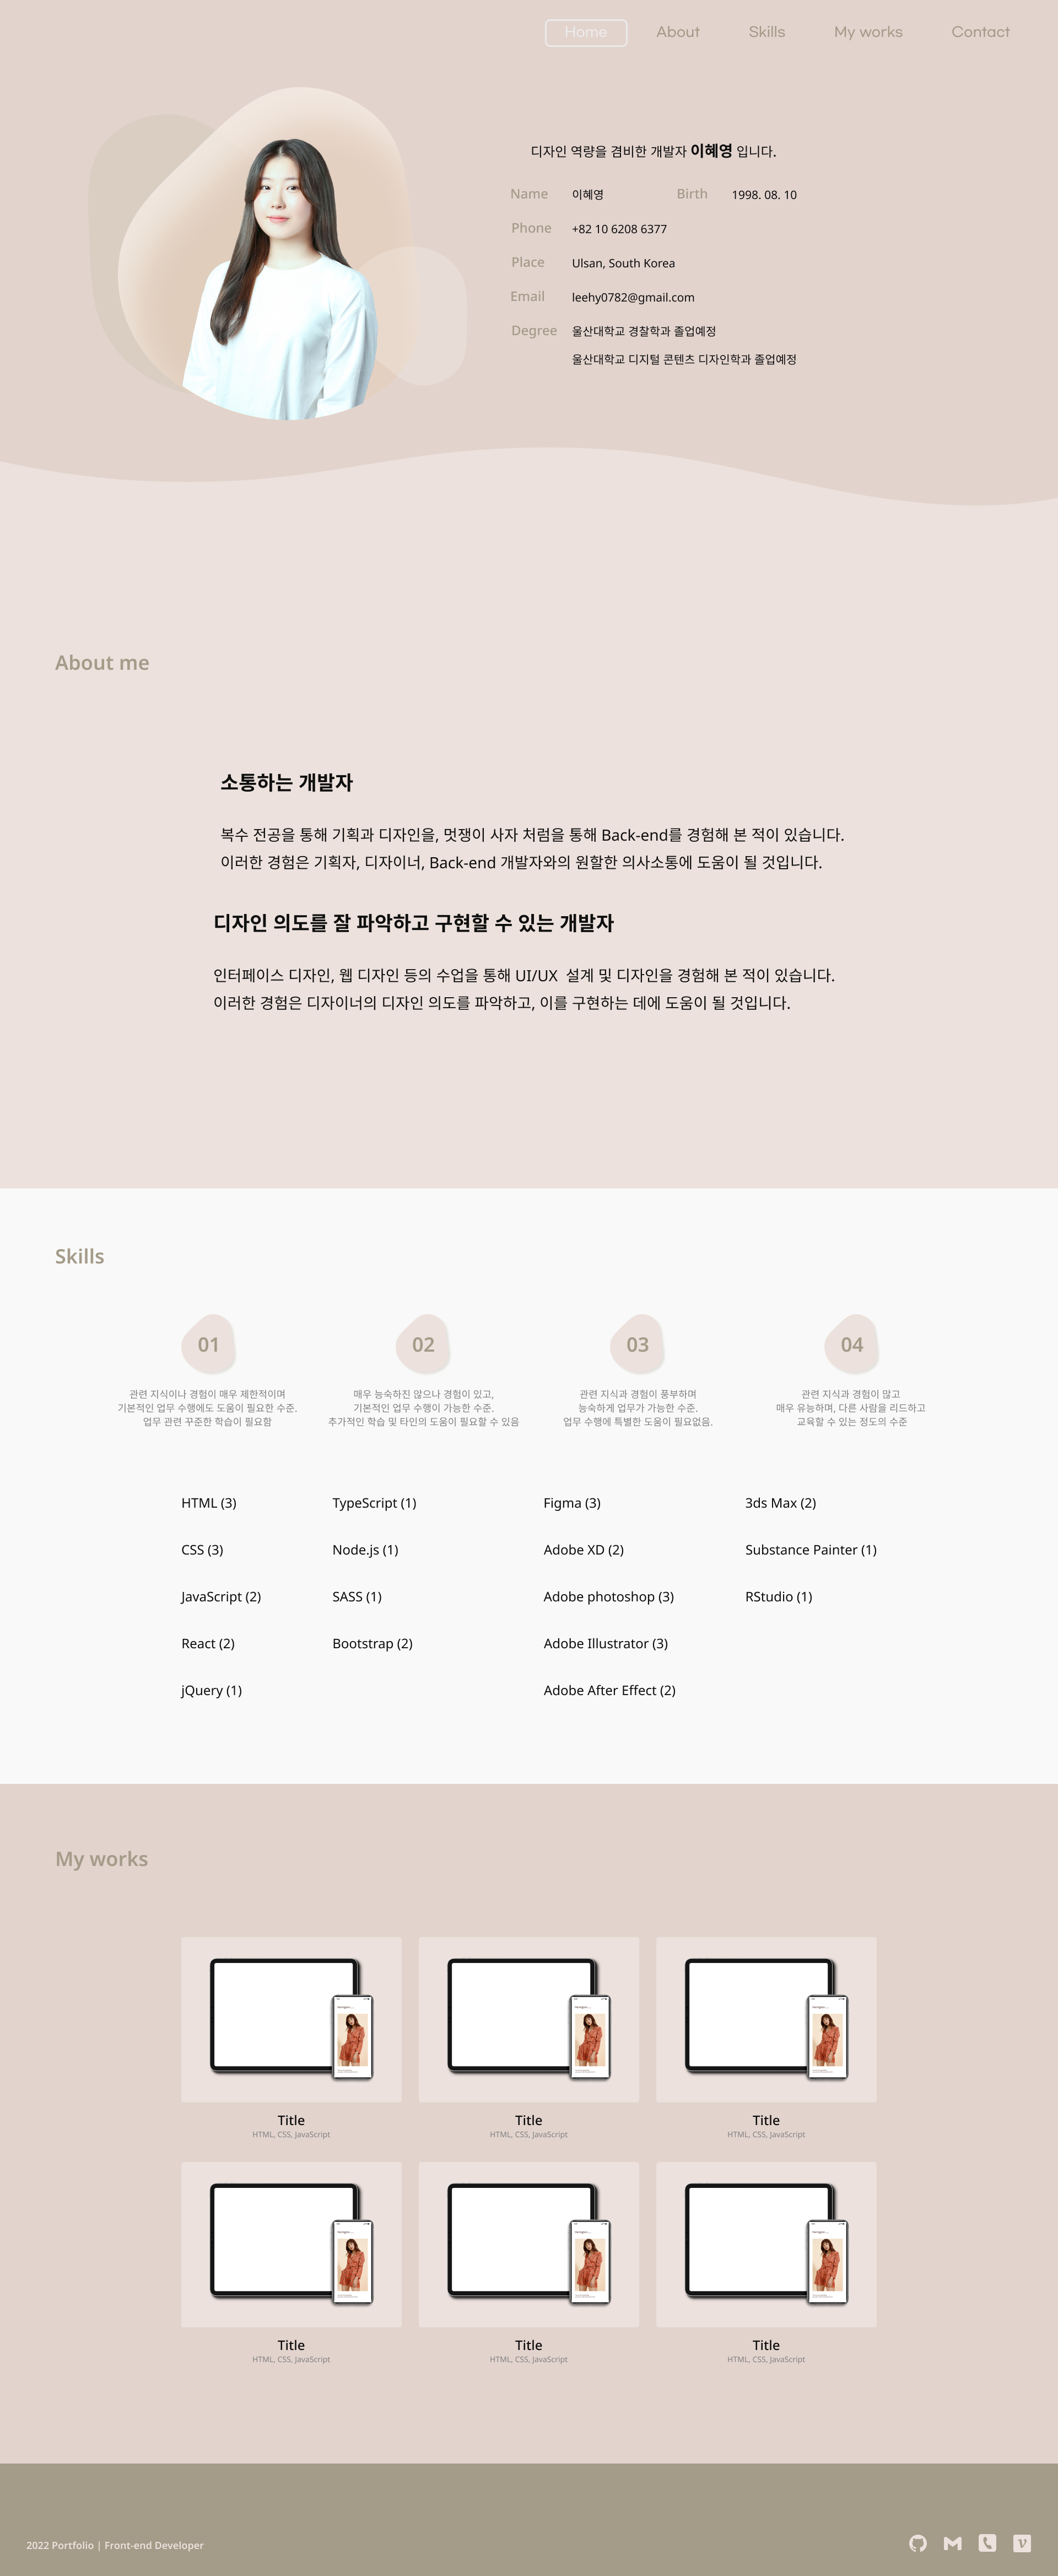 Home About Skills My works Contact
디자인 역량을 겸비한 개발자 이혜영 입니다.
Name 이혜영 Birth 1998. 08. 10
Phone +82 10 6208 6377
Place Ulsan, South Korea
Email leehy0782@gmail.com
Degree 울산대학교 경찰학과 졸업예정
울산대학교 디지털 콘텐츠 디자인학과 졸업예정
About me
소통하는 개발자
복수 전공을 통해 기획과 디자인을, 멋쟁이 사자 처럼을 통해 Back-end를 경험해 본 적이 있습니다.
이러한 경험은 기획자, 디자이너, Back-end 개발자와의 원할한 의사소통에 도움이 될 것입니다.
디자인 의도를 잘 파악하고 구현할 수 있는 개발자
인터페이스 디자인, 웹 디자인 등의 수업을 통해 UI/UX 설계 및 디자인을 경험해 본 적이 있습니다.
이러한 경험은 디자이너의 디자인 의도를 파악하고, 이를 구현하는 데에 도움이 될 것입니다.
Skills
01
관련 지식이나 경험이 매우 제한적이며
기본적인 업무 수행에도 도움이 필요한 수준.
업무 관련 꾸준한 학습이 필요함
02
매우 능숙하진 않으나 경험이 있고,
기본적인 업무 수행이 가능한 수준.
추가적인 학습 및 타인의 도움이 필요할 수 있음
03
관련 지식과 경험이 풍부하며
능숙하게 업무가 가능한 수준.
업무 수행에 특별한 도움이 필요없음.
04
관련 지식과 경험이 많고
매우 유능하며, 다른 사람을 리드하고
교육할 수 있는 정도의 수준
HTML (3)
CSS (3)
JavaScript (2)
React (2)
jQuery (1)
TypeScript (1)
Node.js (1)
SASS (1)
Bootstrap (2)
Figma (3)
Adobe XD (2)
Adobe photoshop (3)
Adobe Illustrator (3)
Adobe After Effect (2)
3ds Max (2)
Substance Painter (1)
RStudio (1)
My works
Title
HTML, CSS, JavaScript
Title
HTML, CSS, JavaScript
Title
HTML, CSS, JavaScript
Title
HTML, CSS, JavaScript
Title
HTML, CSS, JavaScript
Title
HTML, CSS, JavaScript
2022 Portfolio | Front-end Developer